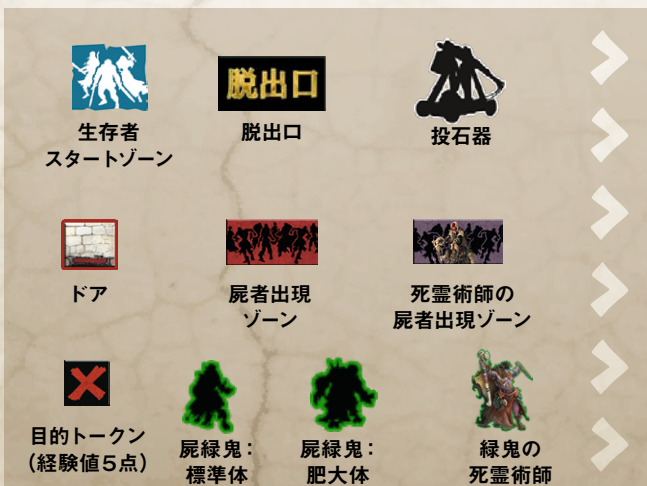 脱出口
生存者
スタートゾーン
脱出口
投石器
ドア
屍者出現
ゾーン
死霊術師の
屍者出現ゾーン
目的トークン
(経験値5点)
屍緑鬼：
標準体
屍緑鬼：
肥大体
緑鬼の
死霊術師